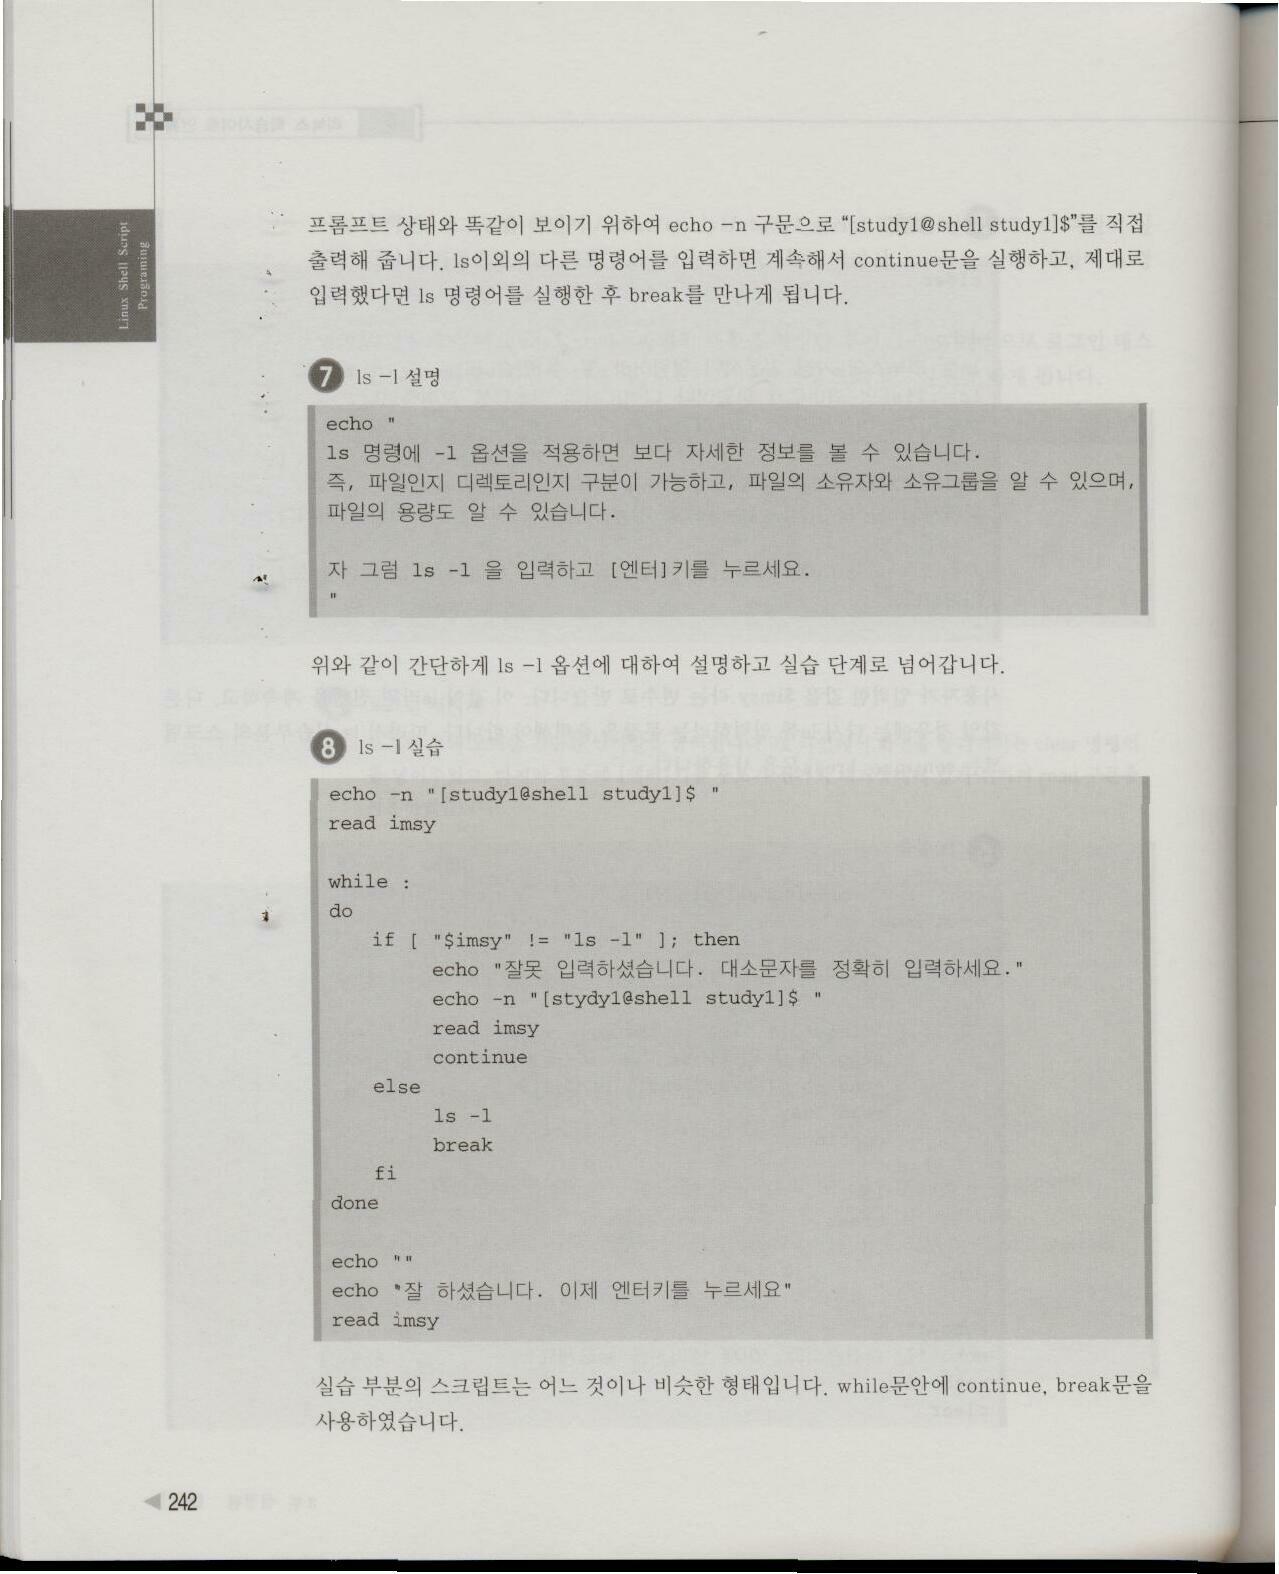 Linux Shell Script
Programing
프롬프트 상태와 똑같이 보이기 위하여 echo -n 구문으로 “[study1@shell study1]$”를 직접
출력해 줍니다. ls이외의 다른 명령어를 입력하면 계속해서 continue문을 실행하고, 제대로
입력했다면 ls 명령어를 실행한 후 break를 만나게 됩니다.
7 ls -l 설명
echo "
ls 명령에 -l 옵션을 적용하면 보다 자세한 정보를 볼 수 있습니다.
즉, 파일인지 디렉토리인지 구분이 가능하고, 파일의 소유자와 소유그룹을 알 수 있으며,
파일의 용량도 알 수 있습니다.
자 그럼 ls -l 을 입력하고 [엔터]키를 누르세요.
"
위와 같이 간단하게 ls -l 옵션에 대하여 설명하고 실습 단계로 넘어갑니다.
8 ls -l 실습
echo -n "[study1@shell study1]$ "
read imsy
while :
do
if [ "$imsy" != "ls -l" ]; then
echo "잘못 입력하셨습니다. 대소문자를 정확히 입력하세요."
echo -n "[stydy1@shell study1]$ "
read imsy
continue
else
ls -l
break
fi
done
echo ""
echo "잘 하셨습니다. 이제 엔터키를 누르세요"
read imsy
실습 부분의 스크립트는 어느 것이나 비슷한 형태입니다. while문안에 continue, break문을
사용하였습니다.
242